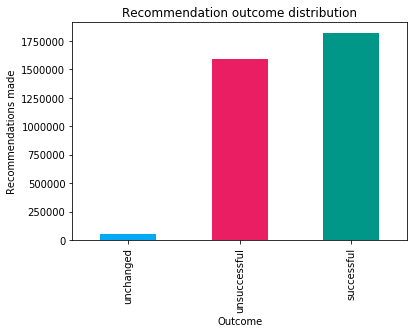 Recommendation outcome distribution
Recommendations made
1750000
1500000
1250000
1000000
750000
500000
250000
0
unchanged
unsuccessful
successful
Outcome